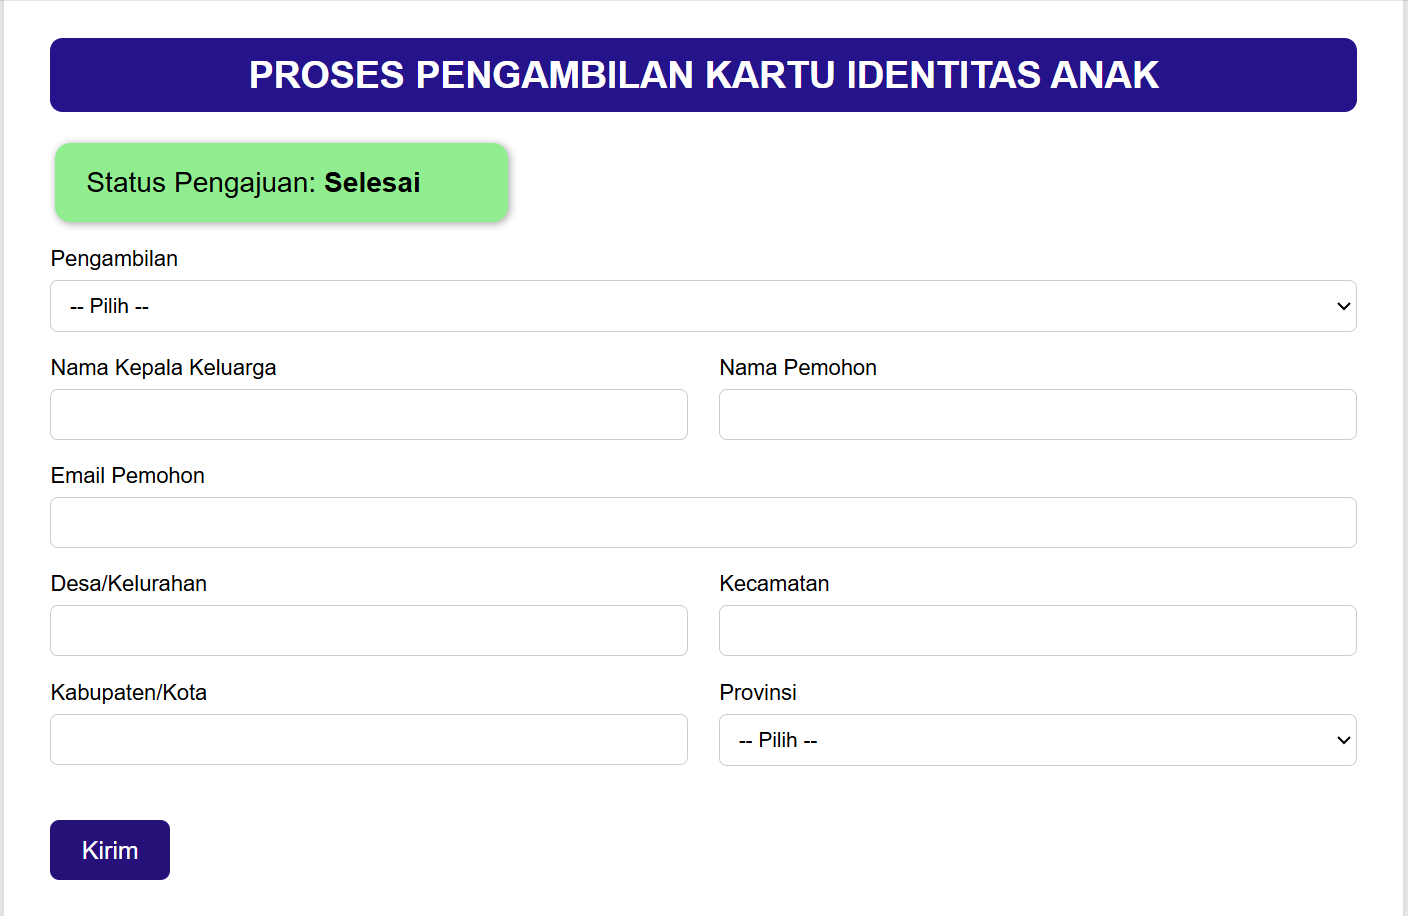 PROSES PENGAMBILAN KARTU IDENTITAS ANAK
Status Pengajuan: Selesai
Pengambilan
-- Pilih --
Nama Kepala Keluarga
Nama Pemohon
Email Pemohon
Desa/Kelurahan
Kecamatan
Kabupaten/Kota
Provinsi
-- Pilih --
Kirim